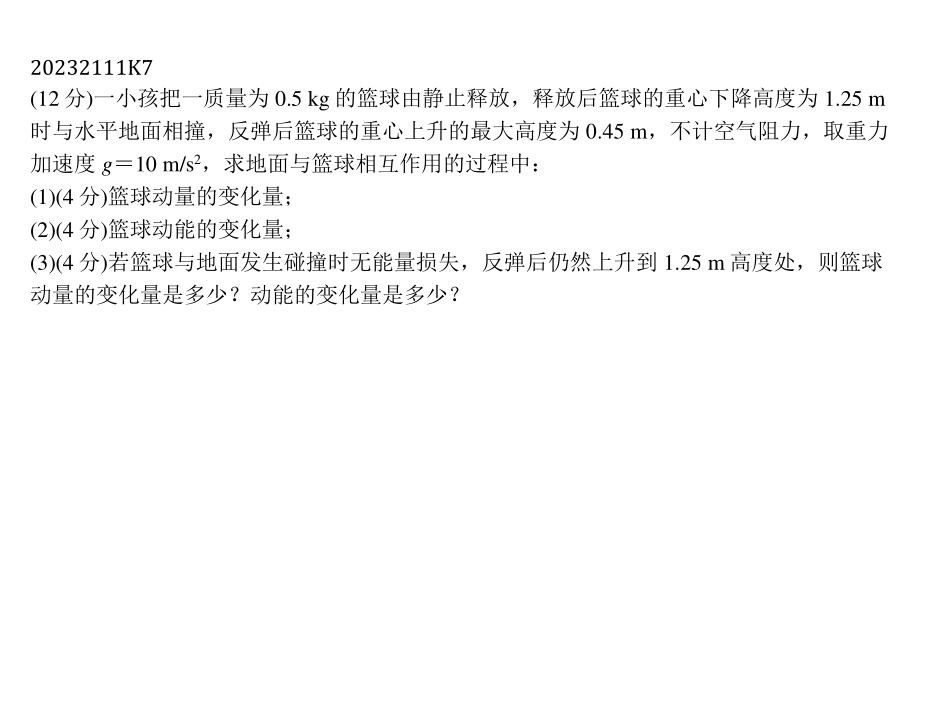 20232111K7
(12 分)一小孩把一质量为 0.5 kg 的篮球由静止释放，释放后篮球的重心下降高度为 1.25 m
时与水平地面相撞，反弹后篮球的重心上升的最大高度为 0.45 m，不计空气阻力，取重力
加速度 g＝10 m/s²，求地面与篮球相互作用的过程中：
(1)(4 分)篮球动量的变化量；
(2)(4 分)篮球动能的变化量；
(3)(4 分)若篮球与地面发生碰撞时无能量损失，反弹后仍然上升到 1.25 m 高度处，则篮球
动量的变化量是多少？动能的变化量是多少？